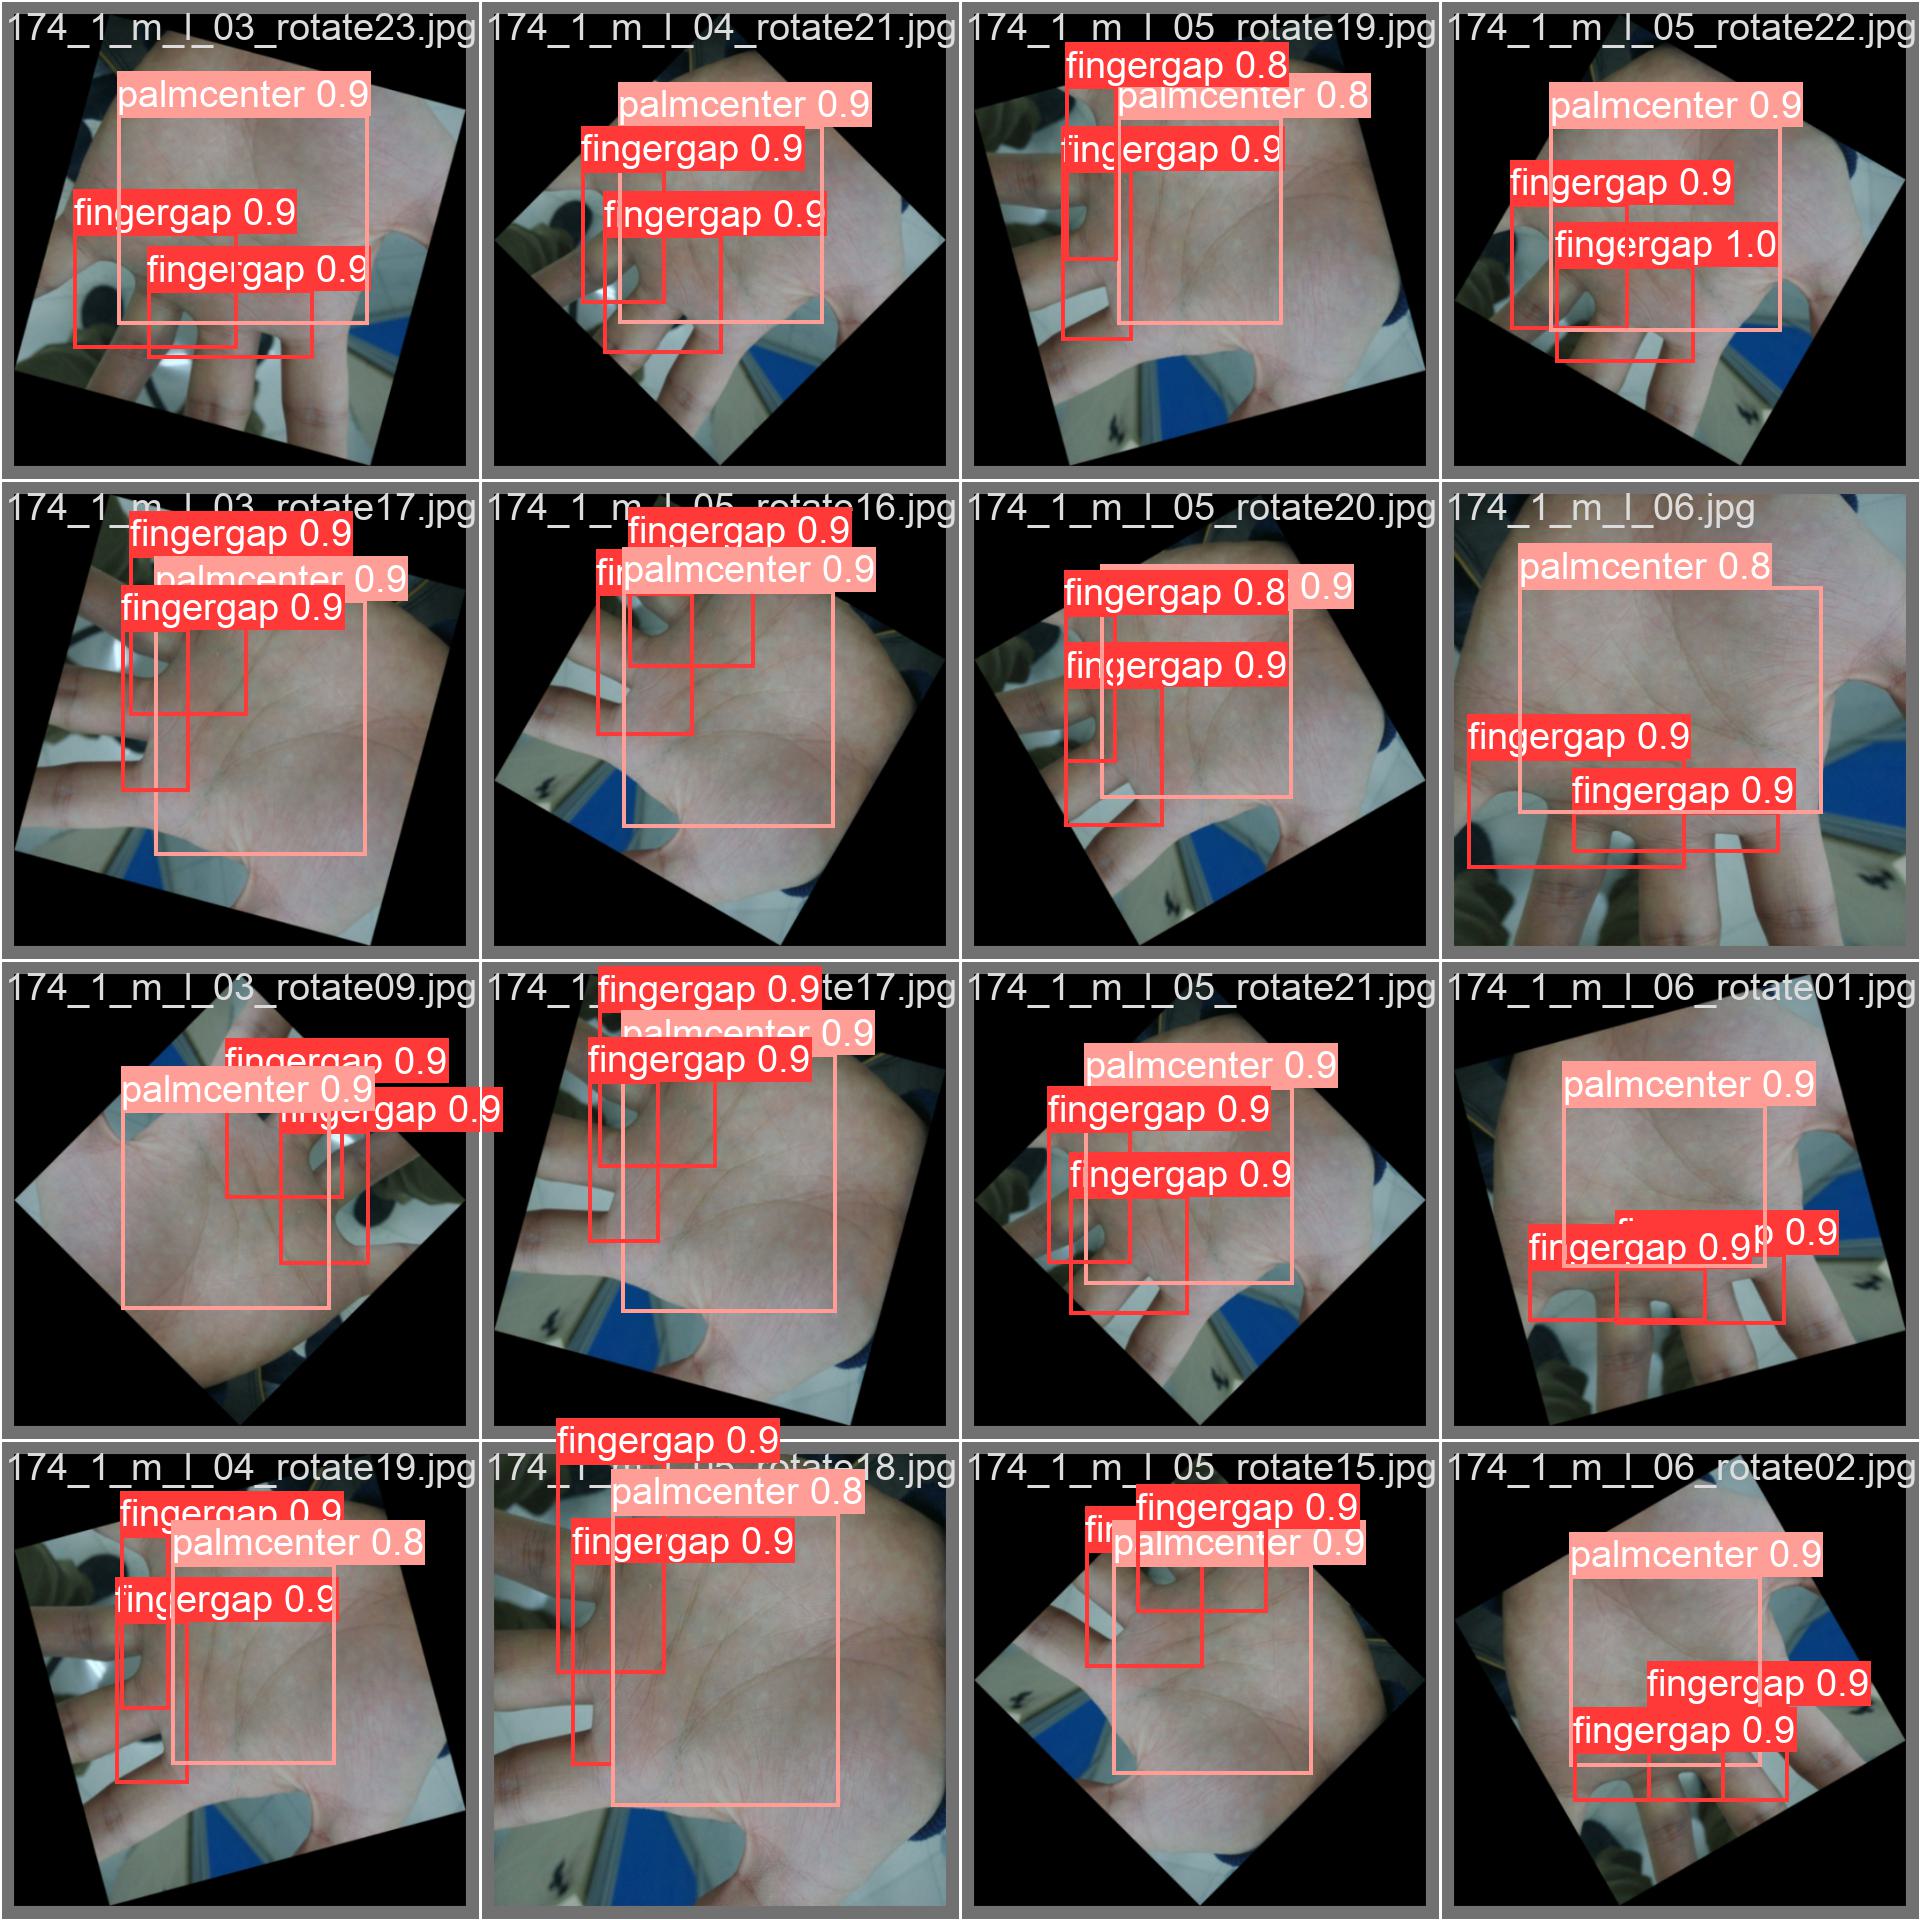 174_1_m_l_03_rotate23.jpg
palmcenter 0.9
fingergap 0.9
fingergap 0.9
174_1_m_l_04_rotate21.jpg
palmcenter 0.9
fingergap 0.9
fingergap 0.9
174_1_m_l_05_rotate19.jpg
fingergap 0.8
palmcenter 0.8
fingergap 0.9
174_1_m_l_05_rotate22.jpg
palmcenter 0.9
fingergap 0.9
fingergap 1.0
174_1_m_l_03_rotate17.jpg
fingergap 0.9
palmcenter 0.9
fingergap 0.9
174_1_m_l_05_rotate16.jpg
fingergap 0.9
palmcenter 0.9
174_1_m_l_05_rotate20.jpg
fingergap 0.8
0.9
fingergap 0.9
174_1_m_l_06.jpg
palmcenter 0.8
fingergap 0.9
fingergap 0.9
174_1_m_l_03_rotate09.jpg
fingergap 0.9
palmcenter 0.9
fingergap 0.9
fingergap 0.9
palmcenter 0.9
fingergap 0.9
174_1_m_l_05_rotate21.jpg
palmcenter 0.9
fingergap 0.9
fingergap 0.9
174_1_m_l_06_rotate01.jpg
palmcenter 0.9
0.9
fingergap 0.9
174_1_m_l_04_rotate19.jpg
fingergap 0.9
palmcenter 0.8
fingergap 0.9
fingergap 0.9
174_1_m_l_05_rotate18.jpg
palmcenter 0.8
fingergap 0.9
174_1_m_l_05_rotate15.jpg
fingergap 0.9
palmcenter 0.9
174_1_m_l_06_rotate02.jpg
palmcenter 0.9
fingergap 0.9
fingergap 0.9